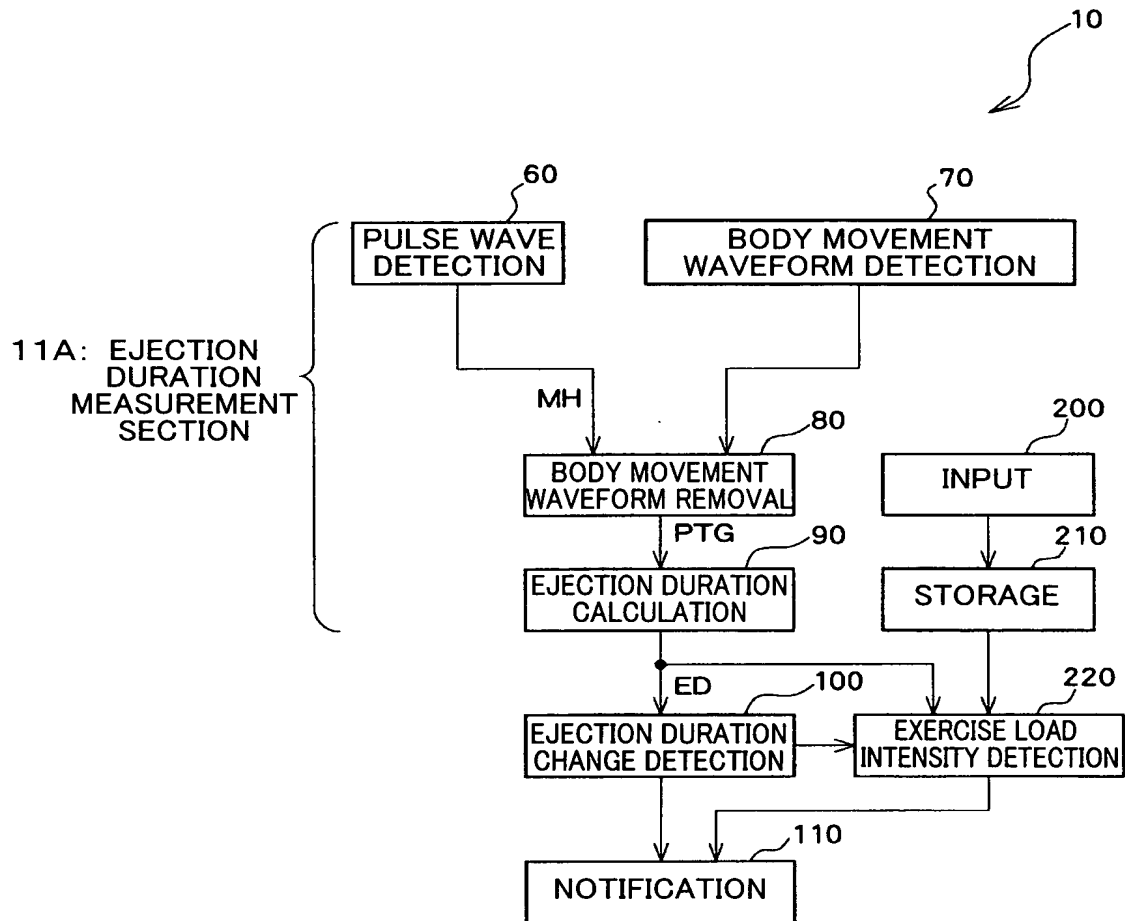 10
60
70
PULSE WAVE
DETECTION
BODY MOVEMENT
WAVEFORM DETECTION
11A: EJECTION
DURATION
MEASUREMENT
SECTION
MH
80
200
BODY MOVEMENT
WAVEFORM REMOVAL
INPUT
PTG
90
210
EJECTION DURATION
CALCULATION
STORAGE
ED
100
220
EJECTION DURATION
CHANGE DETECTION
EXERCISE LOAD
INTENSITY DETECTION
110
NOTIFICATION